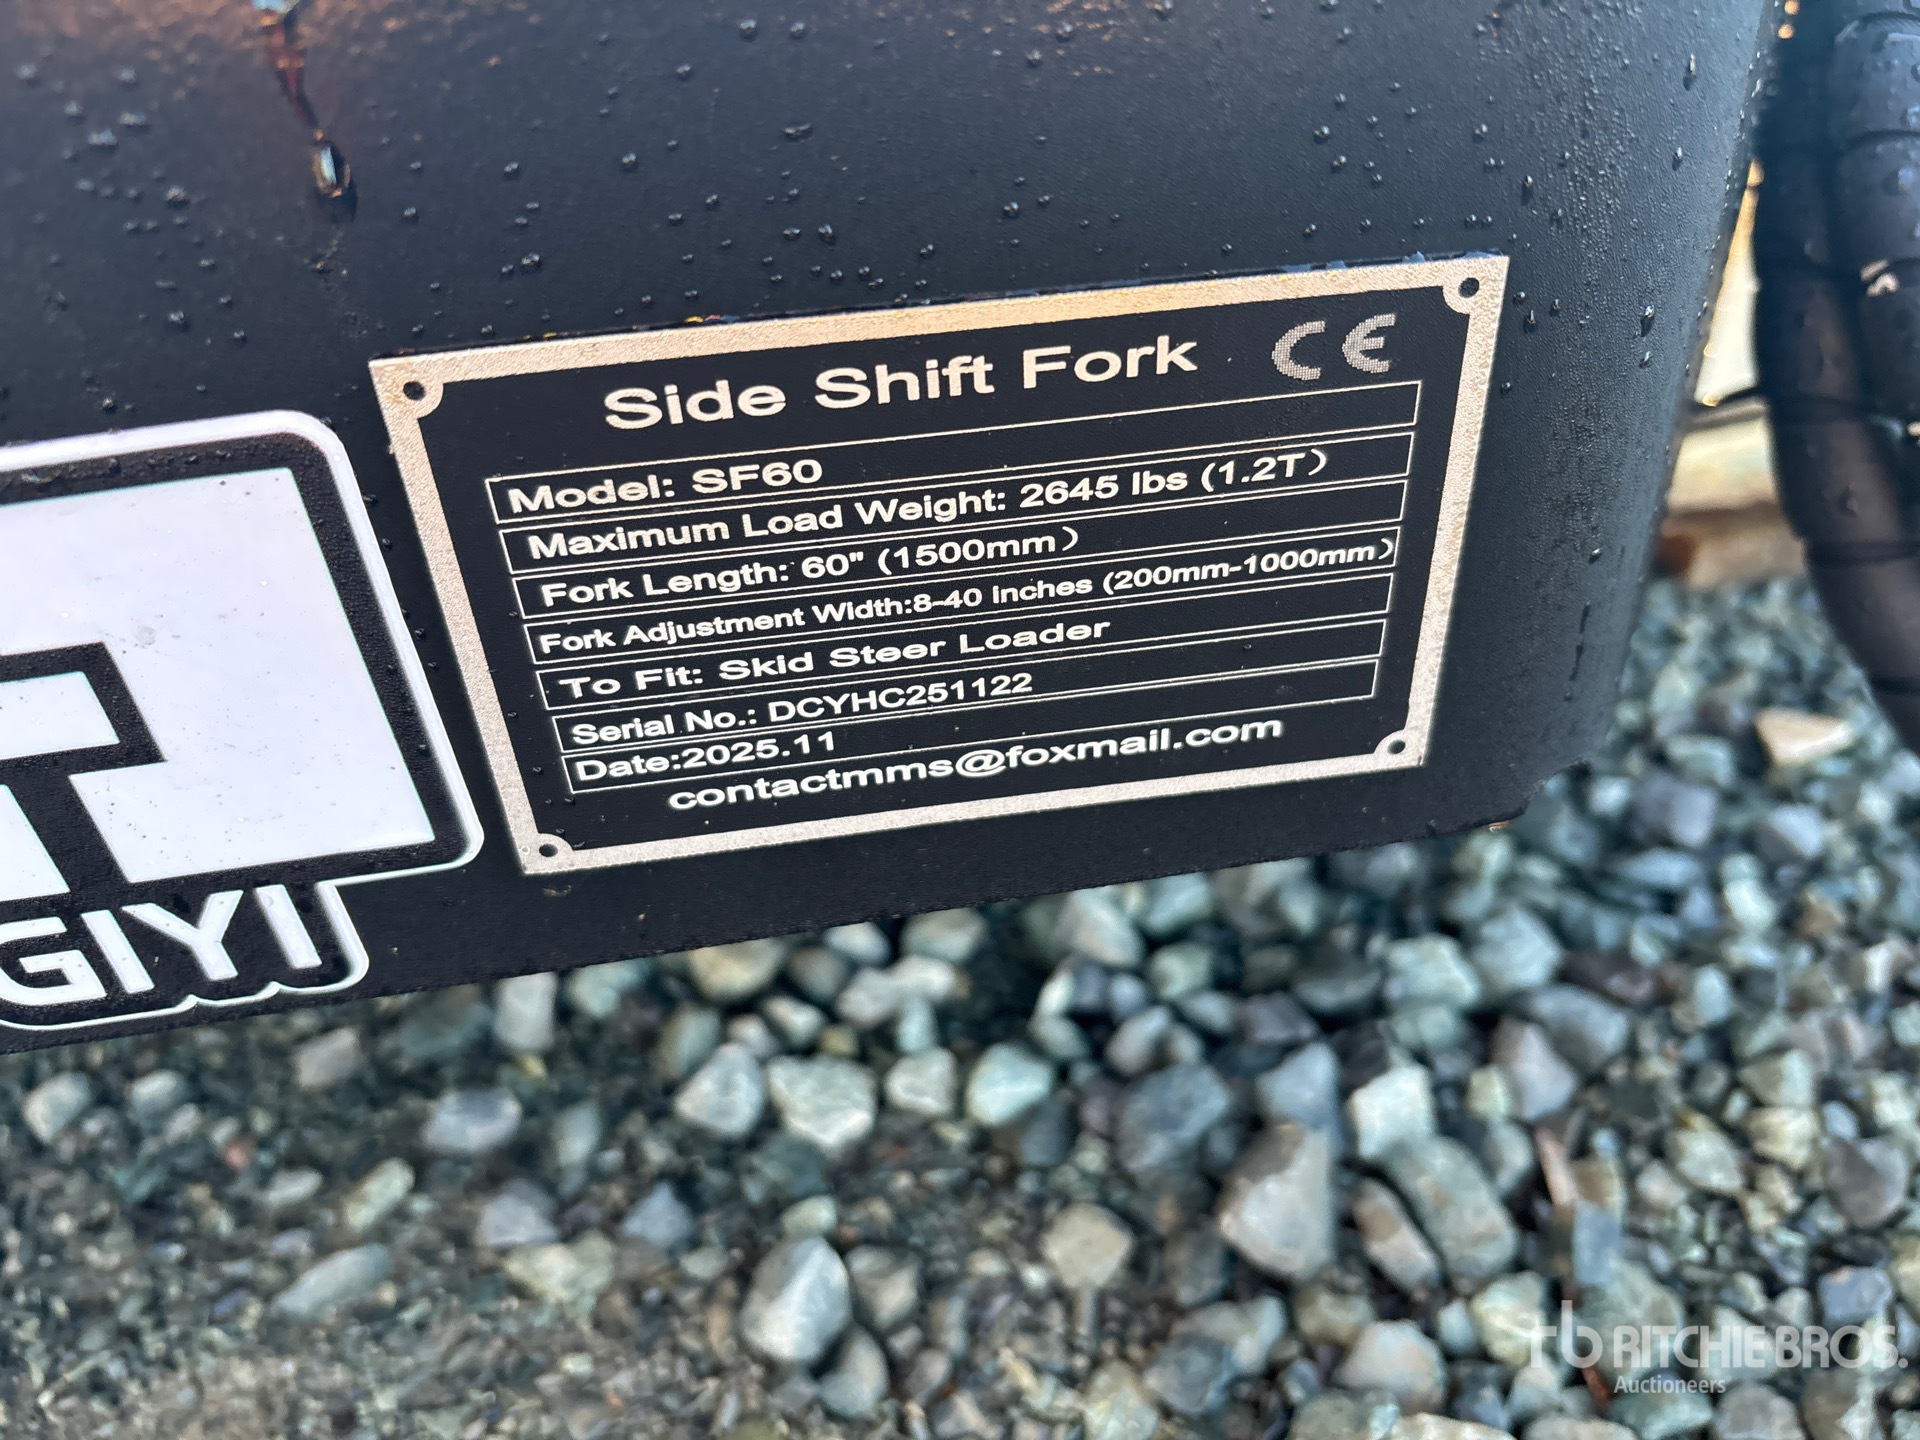 Side Shift Fork CE
Model: SF60
Maximum Load Weight: 2645 lbs (1.2T)
Fork Length: 60" (1500mm)
Fork Adjustment Width:8-40 inches (200mm-1000mm)
To Fit: Skid Steer Loader
Serial No.: DCYHC251122
Date:2025.11
contactmms@foxmail.com
GIYI
rb RITCHIE BROS.
Auctioneers